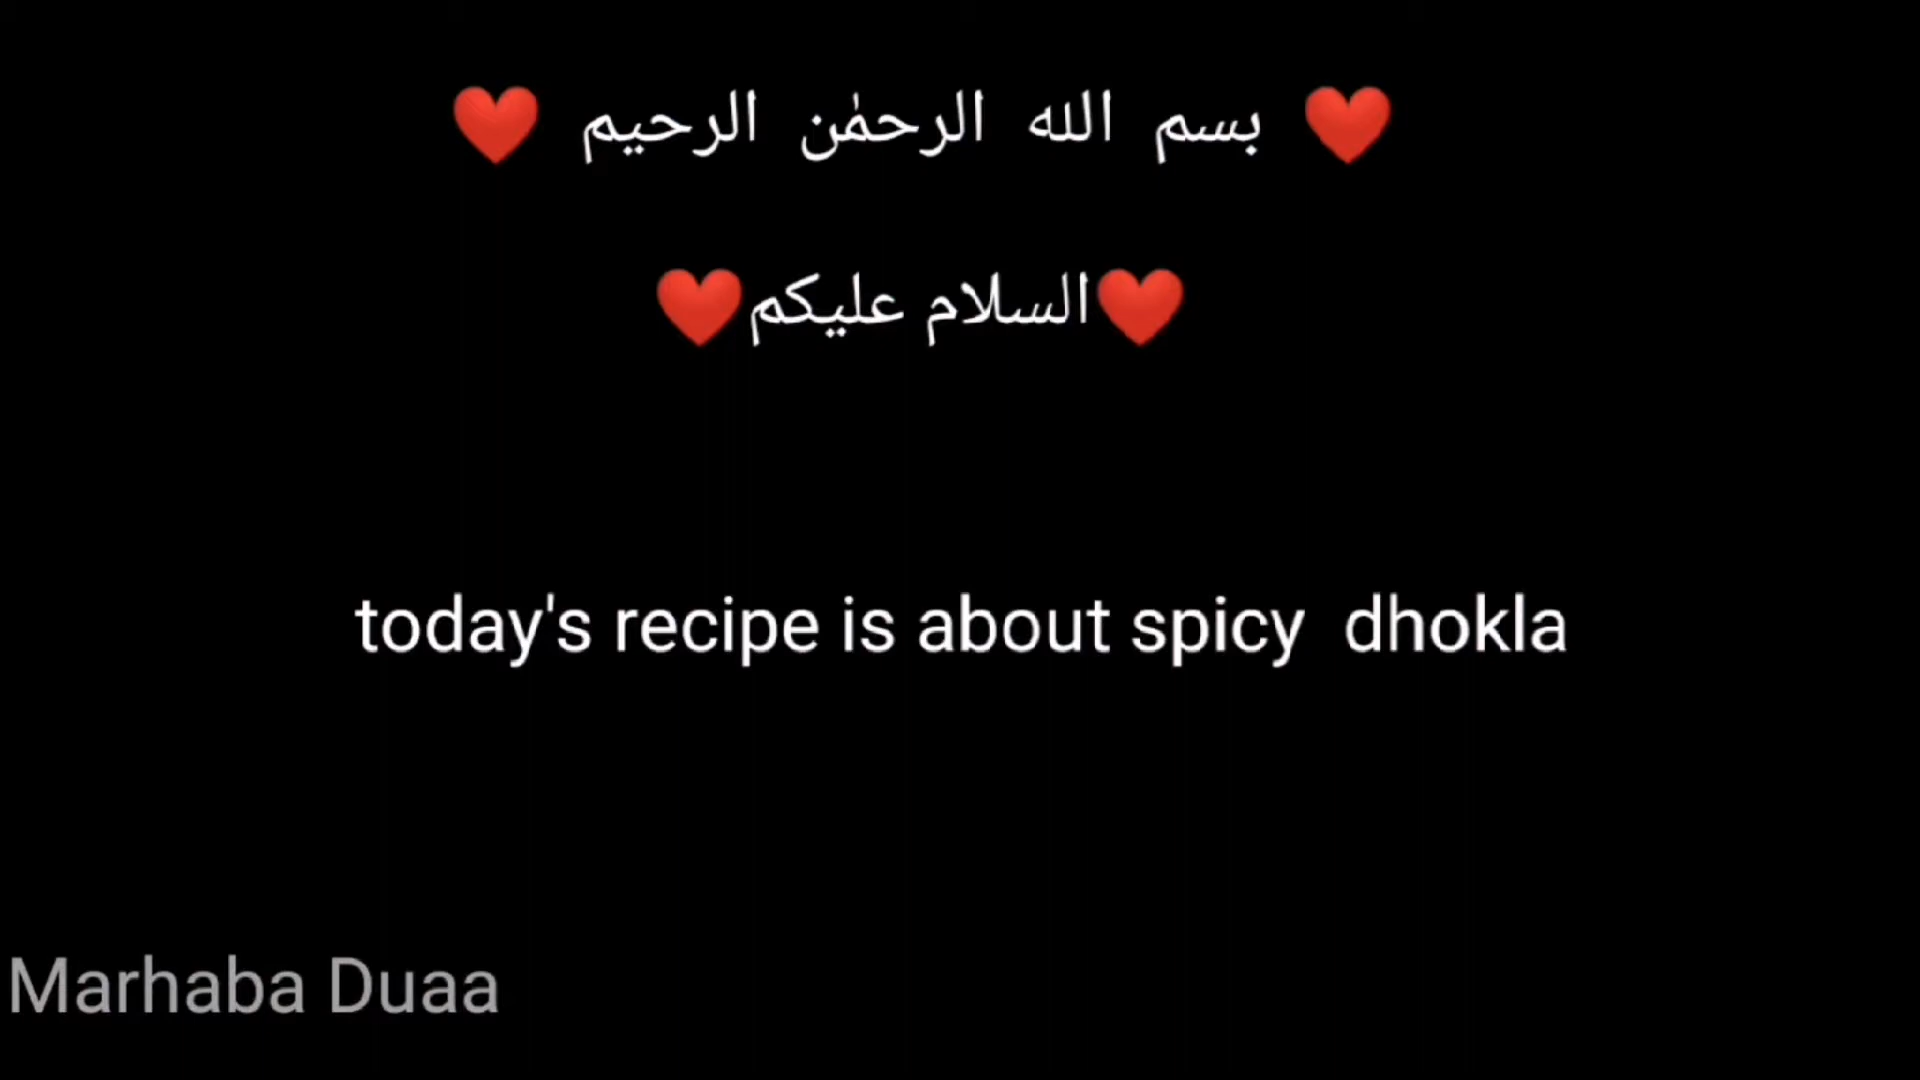 ❤️ بسم الله الرحمٰن الرحيم ❤️
❤️السلام عليكم❤️
today's recipe is about spicy  dhokla
Marhaba Duaa